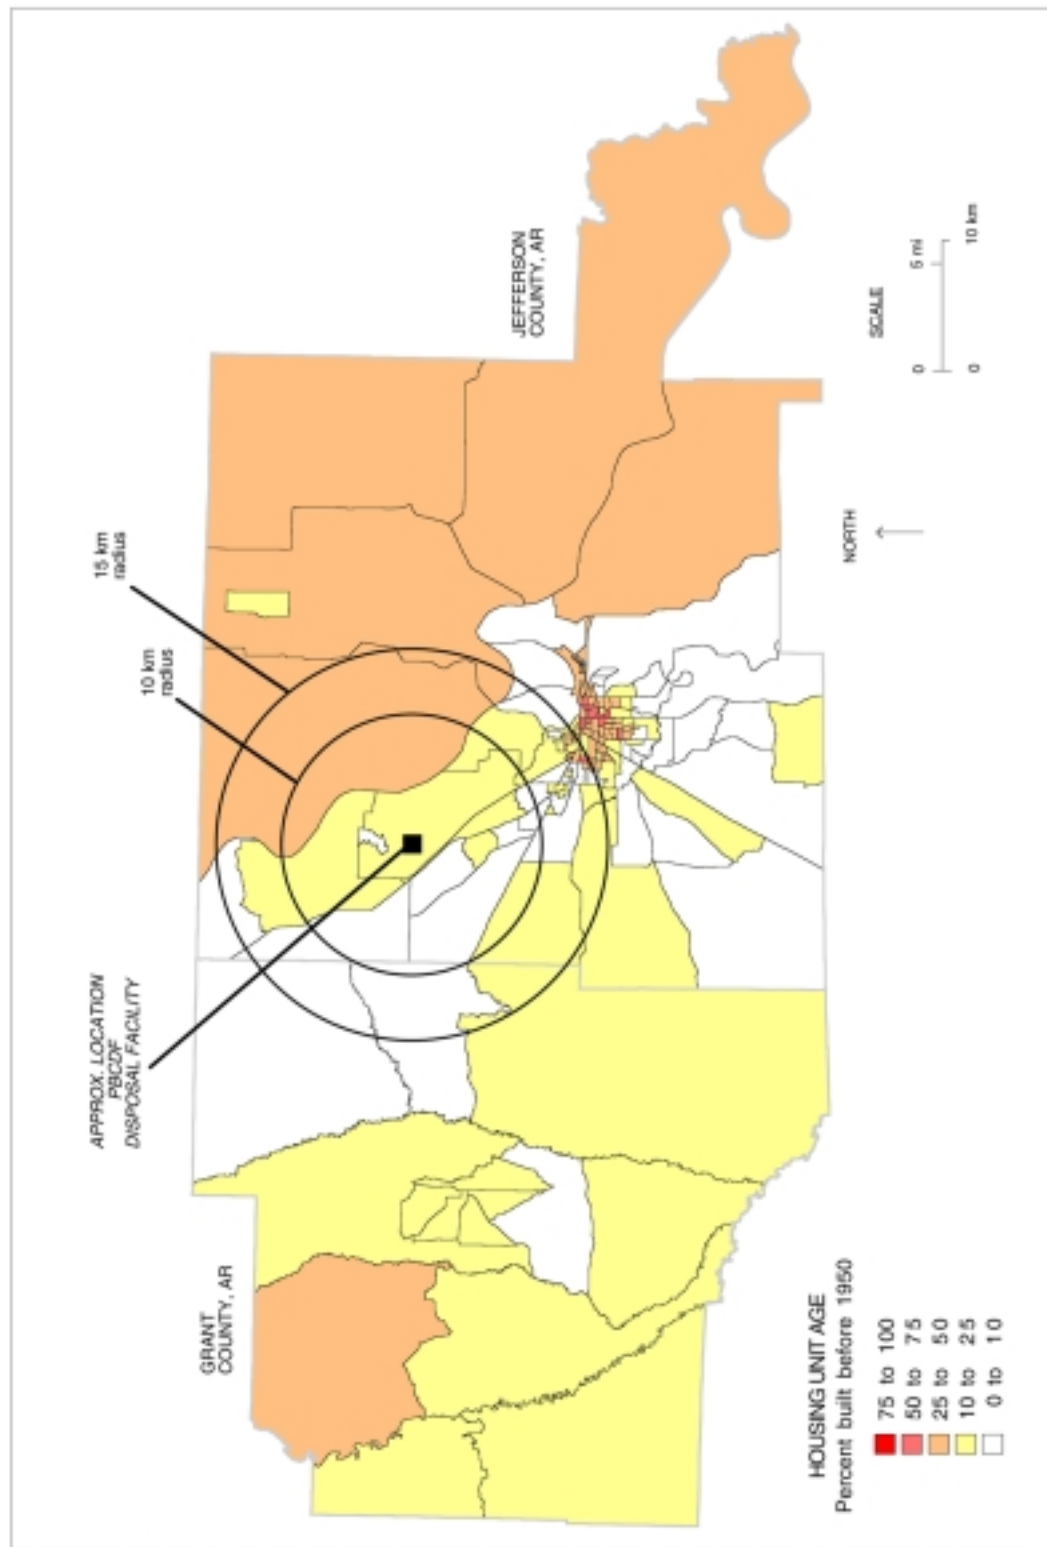 15 km
radius
10 km
radius
APPROX. LOCATION
PBCDF
DISPOSAL FACILITY
JEFFERSON
COUNTY, AR
GRANT
COUNTY, AR
NORTH
SCALE
0 5 mi
0 10 km
HOUSING UNIT AGE
Percent built before 1950
75 to 100
50 to 75
25 to 50
10 to 25
0 to 10